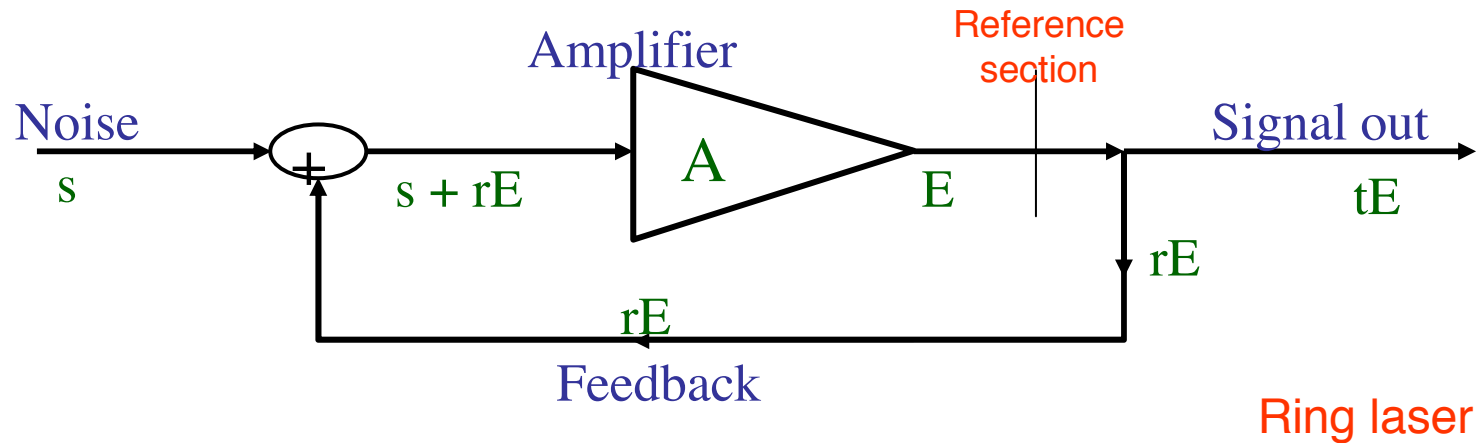 Reference
section
Amplifier
Noise
Signal out
+
A
s
s + rE
E
tE
rE
rE
Feedback
Ring laser